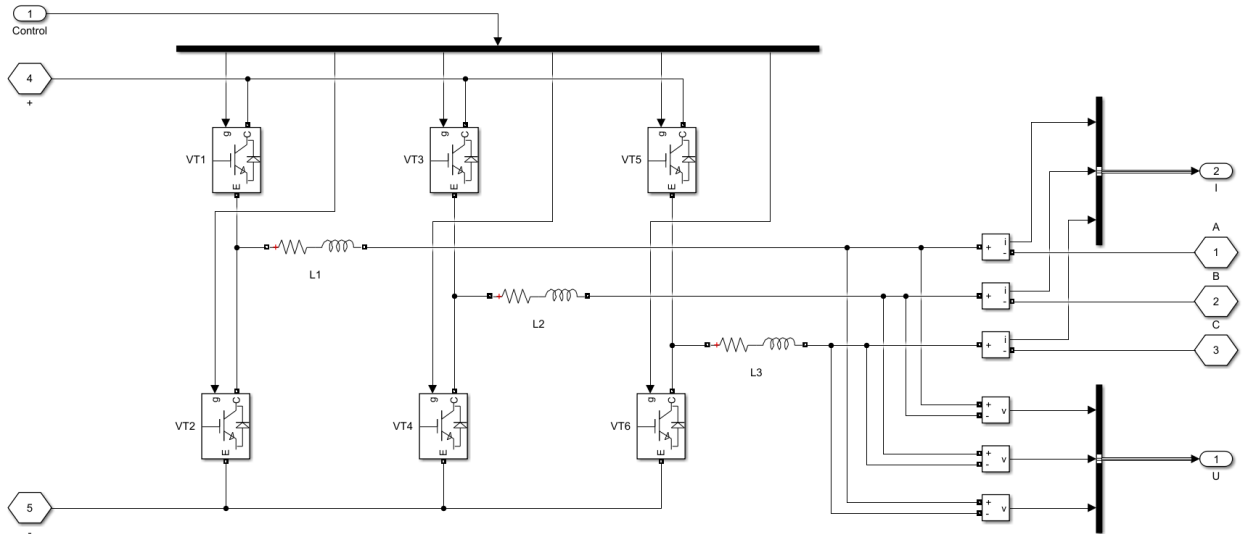 1
Control
4
+
g C
VT1
E
g C
VT3
E
g C
VT5
E
2
I
+
L1
+ i
-
A
1
+
L2
+ i
-
B
2
+
L3
+ i
-
C
3
g C
VT2
E
g C
VT4
E
g C
VT6
E
+ v
-
+ v
-
1
U
+ v
-
5
-